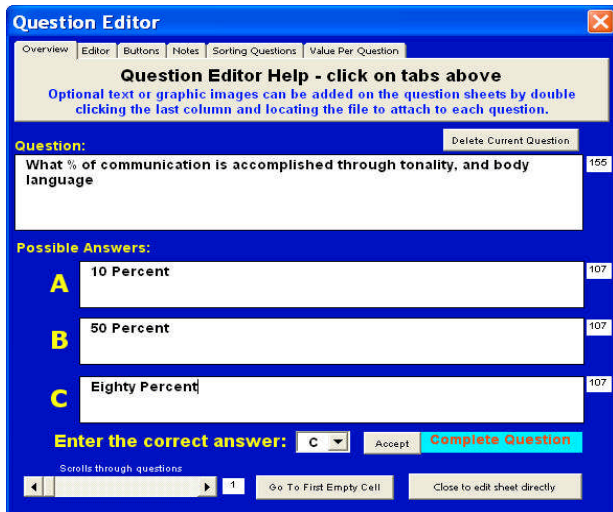 Question Editor
Overview Editor Buttons Notes Sorting Questions Value Per Question
Question Editor Help - click on tabs above
Optional text or graphic images can be added on the question sheets by double
clicking the last column and locating the file to attach to each question.
Delete Current Question
Question:
What % of communication is accomplished through tonality, and body
language
155
Possible Answers:
A 10 Percent 107
B 50 Percent 107
C Eighty Percent 107
Enter the correct answer: C Accept Complete Question
Scrolls through questions
1 Go To First Empty Cell Close to edit sheet directly